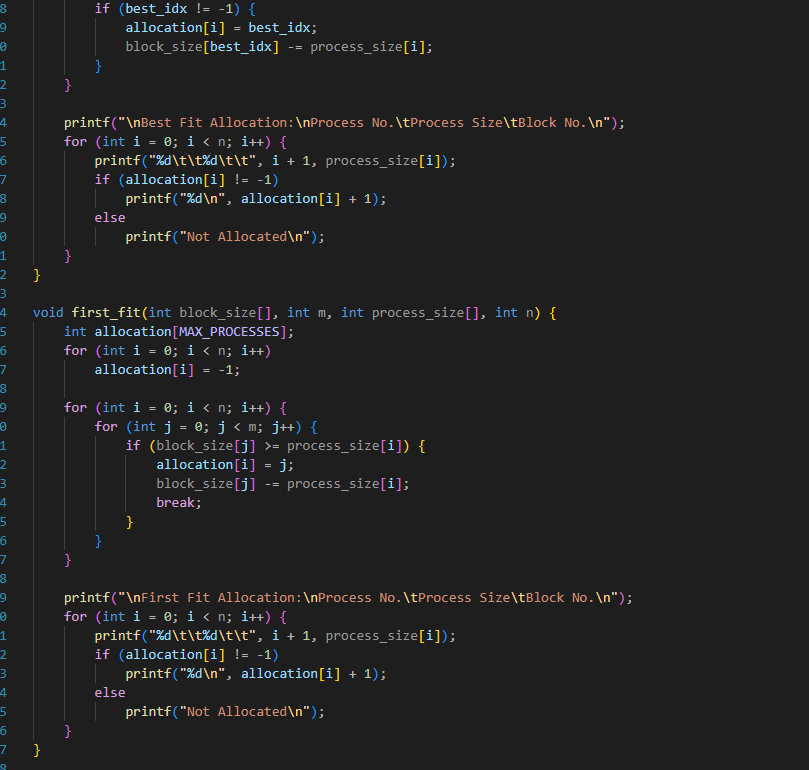 8        if (best_idx != -1) {
9            allocation[i] = best_idx;
0            block_size[best_idx] -= process_size[i];
1        }
2    }
3
4    printf("\nBest Fit Allocation:\nProcess No.\tProcess Size\tBlock No.\n");
5    for (int i = 0; i < n; i++) {
6        printf("%d\t\t%d\t\t", i + 1, process_size[i]);
7        if (allocation[i] != -1)
8            printf("%d\n", allocation[i] + 1);
9        else
0            printf("Not Allocated\n");
1    }
2 }
3
4 void first_fit(int block_size[], int m, int process_size[], int n) {
5    int allocation[MAX_PROCESSES];
6    for (int i = 0; i < n; i++)
7        allocation[i] = -1;
8
9    for (int i = 0; i < n; i++) {
0        for (int j = 0; j < m; j++) {
1            if (block_size[j] >= process_size[i]) {
2                allocation[i] = j;
3                block_size[j] -= process_size[i];
4                break;
5            }
6        }
7    }
8
9    printf("\nFirst Fit Allocation:\nProcess No.\tProcess Size\tBlock No.\n");
0    for (int i = 0; i < n; i++) {
1        printf("%d\t\t%d\t\t", i + 1, process_size[i]);
2        if (allocation[i] != -1)
3            printf("%d\n", allocation[i] + 1);
4        else
5            printf("Not Allocated\n");
6    }
7 }
8